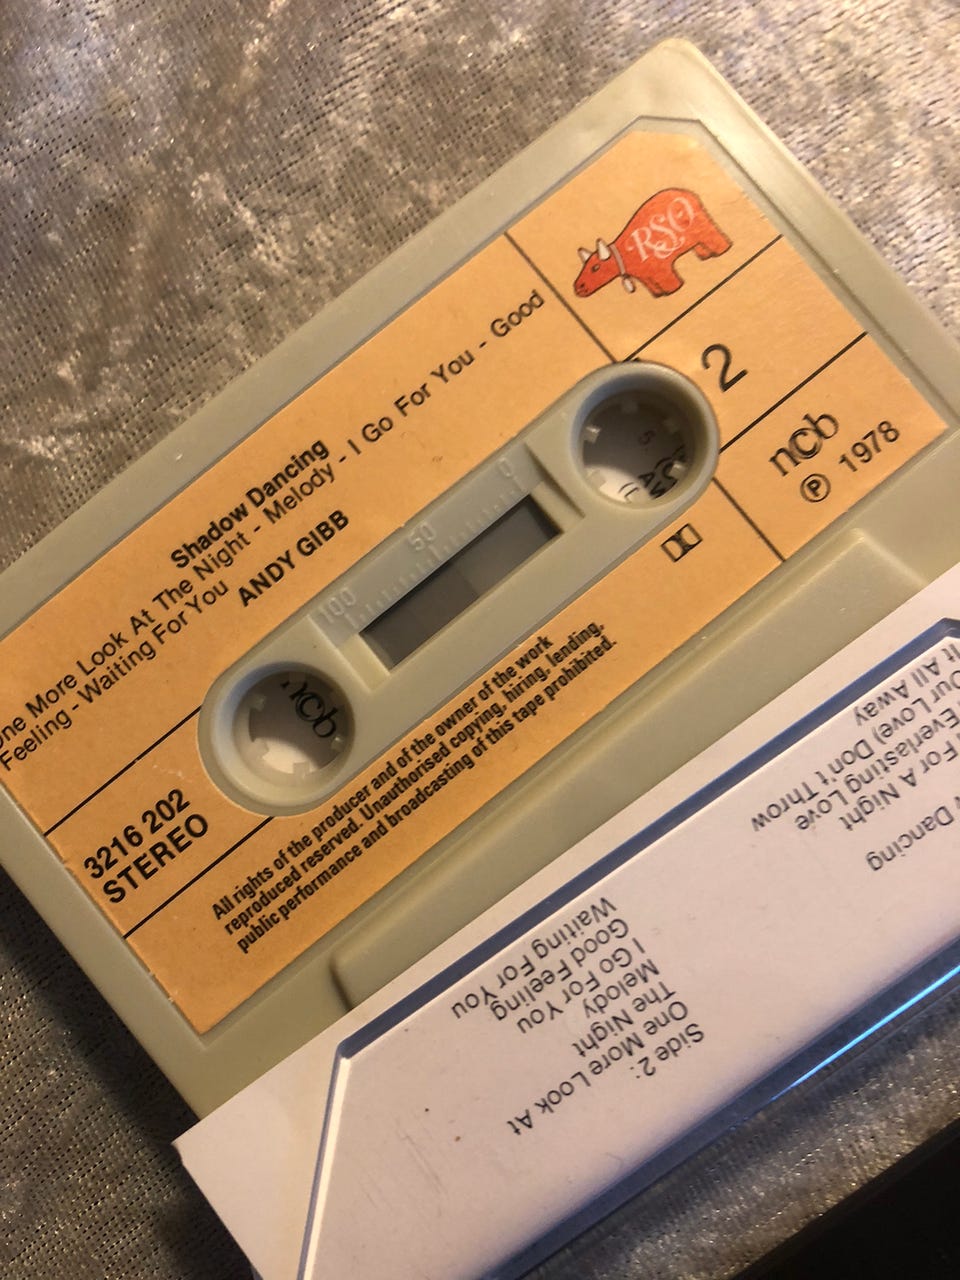 RSO
2
ncb
Ⓟ 1978
Shadow Dancing
One More Look At The Night - Melody - I Go For You - Good
Feeling - Waiting For You
ANDY GIBB
100 50 0
ncb
3216 202
STEREO
All rights of the producer and of the owner of the work
reproduced reserved. Unauthorised copying, hiring, lending,
public performance and broadcasting of this tape prohibited.
Dancing
For A Night
Everlasting Love
Our Love) Don't Throw
It All Away
Side 2:
One More Look At
The Night
Melody
I Go For You
Good Feeling
Waiting For You